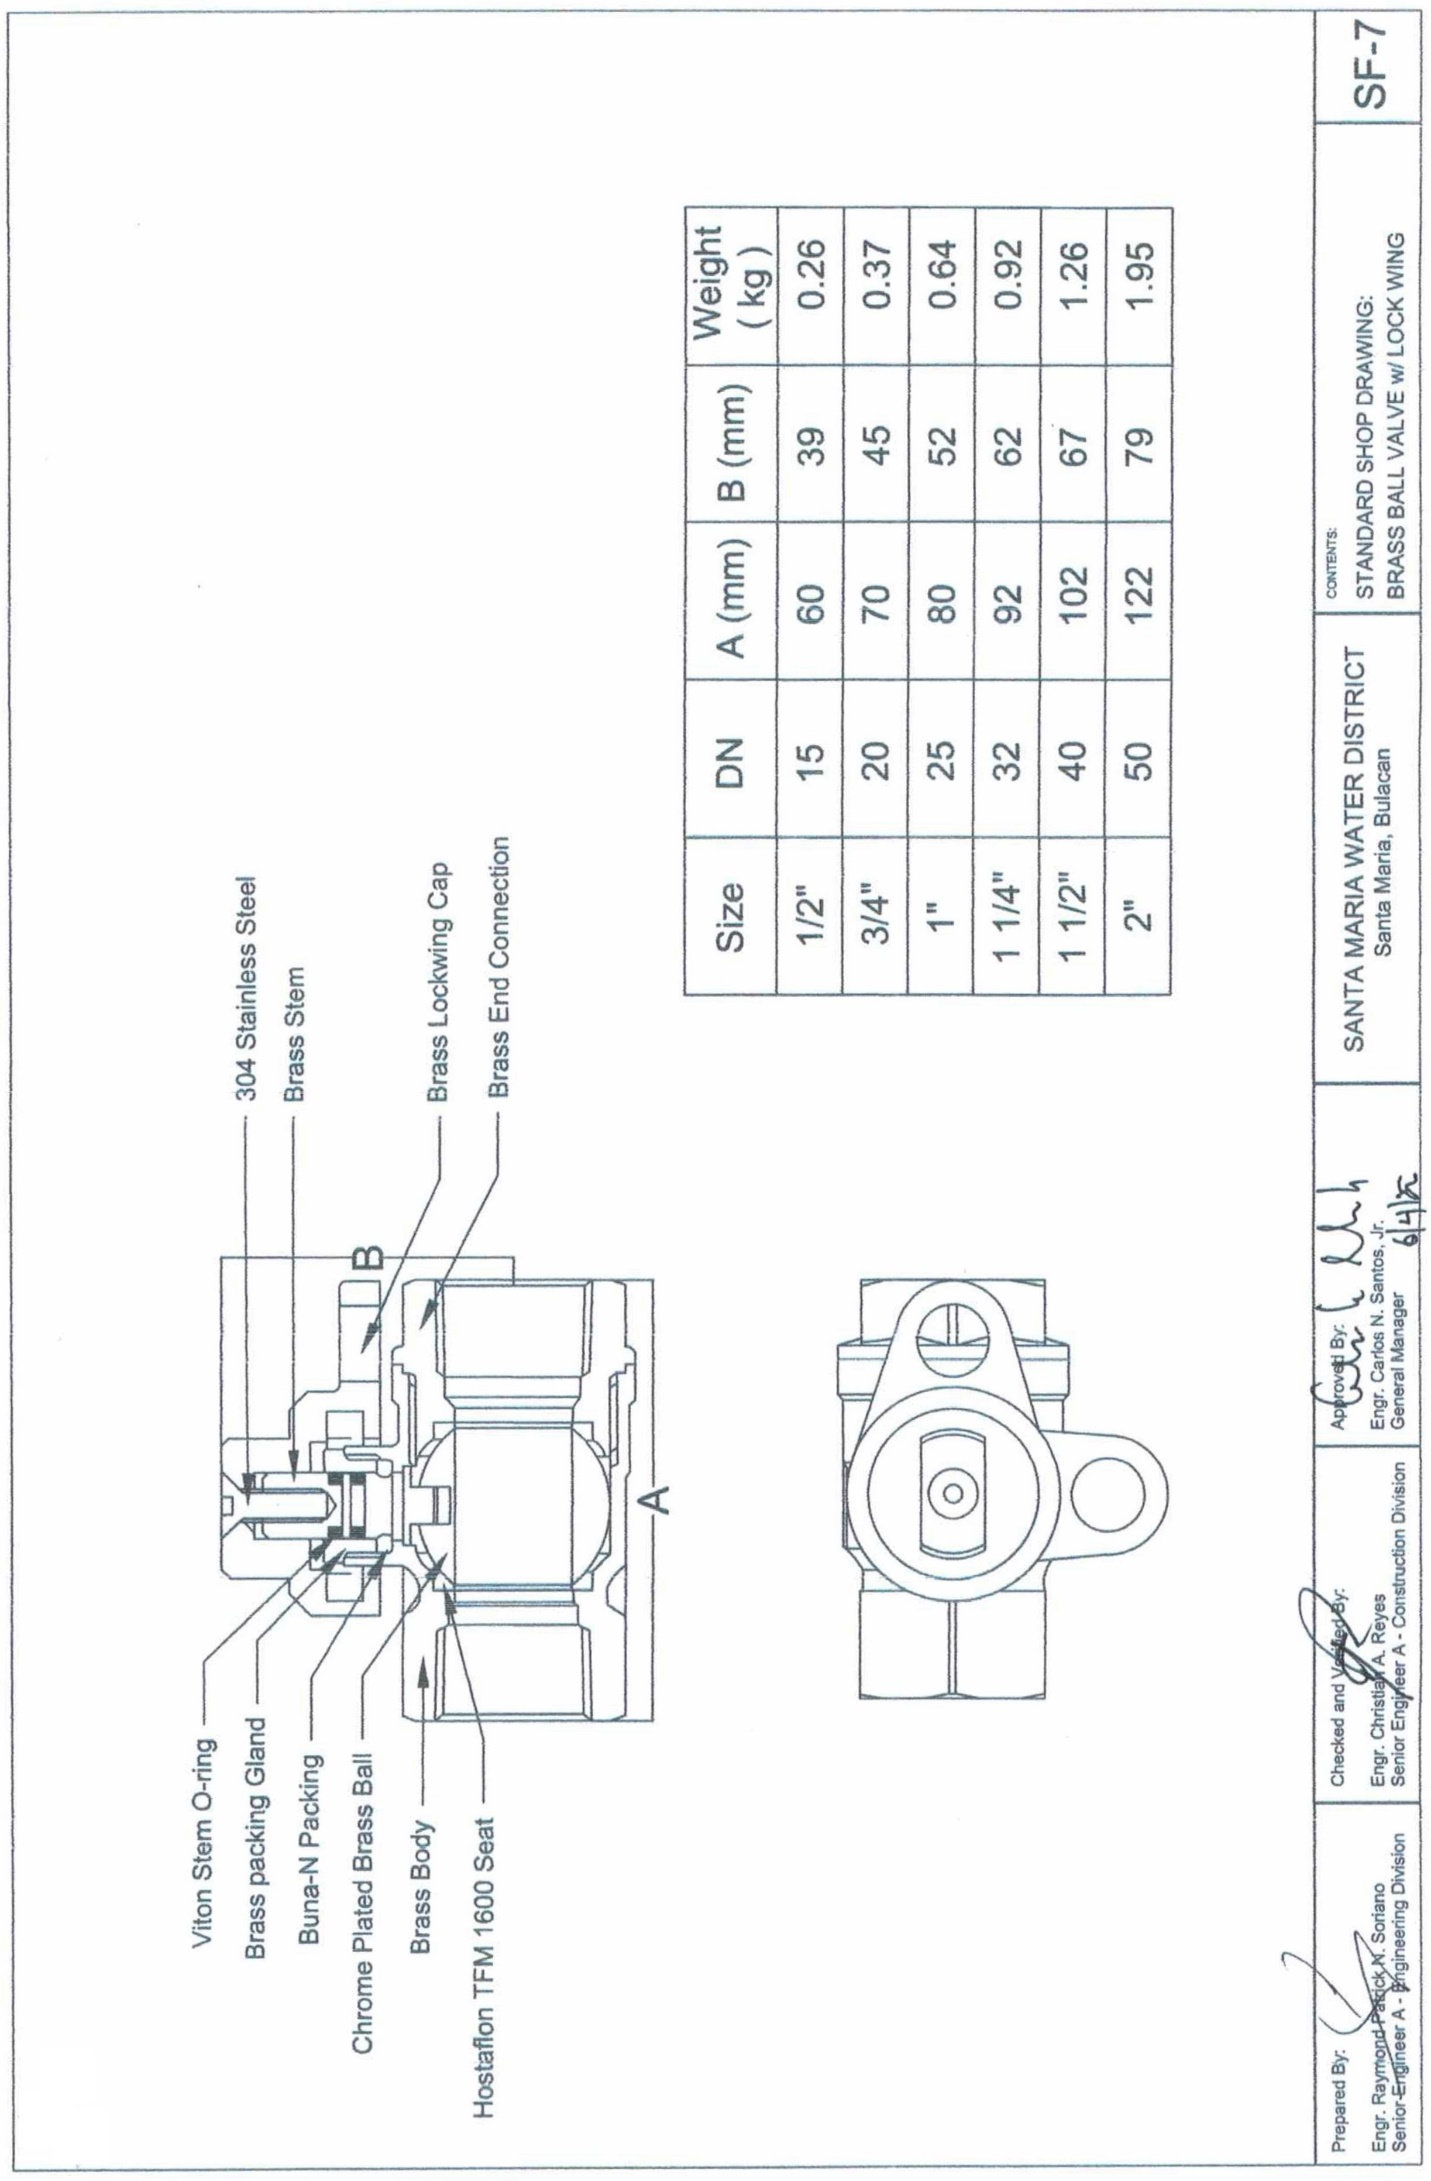 304 Stainless Steel
Brass Stem
Brass Lockwing Cap
Brass End Connection
Viton Stem O-ring
Brass packing Gland
Buna-N Packing
Chrome Plated Brass Ball
Brass Body
Hostaflon TFM 1600 Seat
B
A
Size DN A (mm) B (mm) Weight ( kg )
1/2" 15 60 39 0.26
3/4" 20 70 45 0.37
1" 25 80 52 0.64
1 1/4" 32 92 62 0.92
1 1/2" 40 102 67 1.26
2" 50 122 79 1.95
Prepared By:
Engr. Raymond Patrick N. Soriano
Senior Engineer A - Engineering Division
Checked and Verified By:
Engr. Christian A. Reyes
Senior Engineer A - Construction Division
Approved By:
Engr. Carlos N. Santos, Jr.
General Manager
SANTA MARIA WATER DISTRICT
Santa Maria, Bulacan
CONTENTS:
STANDARD SHOP DRAWING:
BRASS BALL VALVE w/ LOCK WING
SF-7